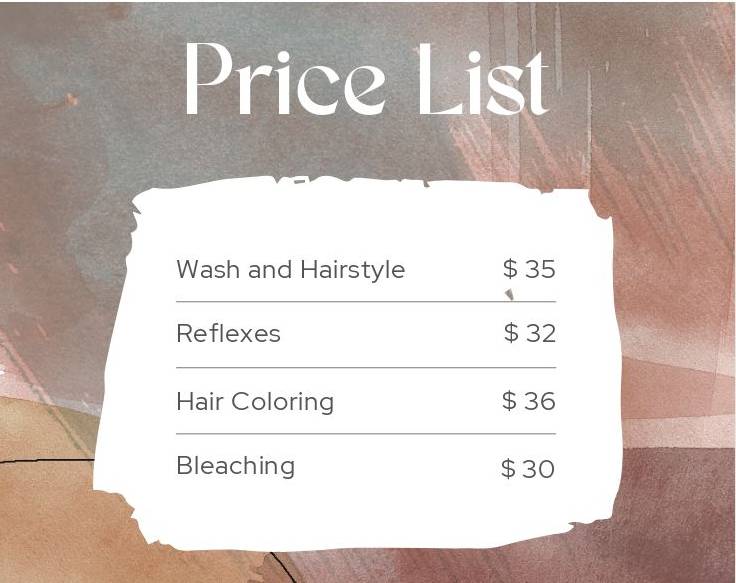 Price List
Wash and Hairstyle $ 35
Reflexes $ 32
Hair Coloring $ 36
Bleaching $ 30